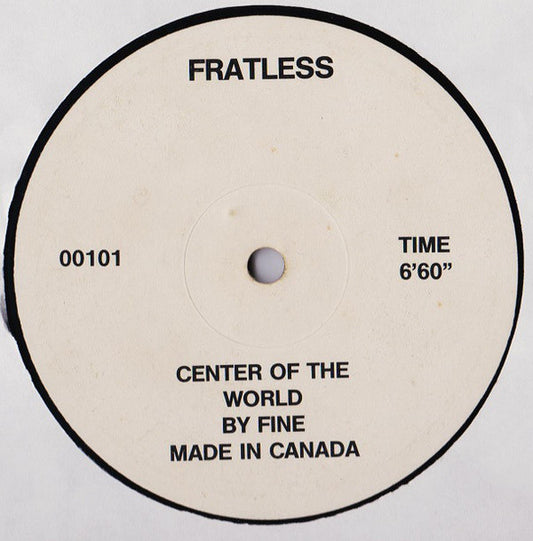 FRATLESS
00101
TIME
6'60"
CENTER OF THE
WORLD
BY FINE
MADE IN CANADA